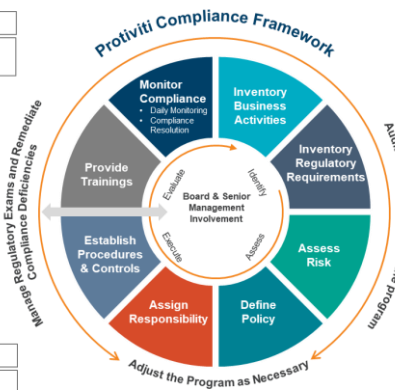 Protiviti Compliance Framework
Monitor
Compliance
• Daily Monitoring
• Compliance
Resolution
Inventory
Business
Activities
Inventory
Regulatory
Requirements
Assess
Risk
Define
Policy
Assign
Responsibility
Establish
Procedures
& Controls
Provide
Trainings
Evaluate
Identify
Assess
Execute
Board & Senior
Management
Involvement
Manage Regulatory Exams and Remediate
Compliance Deficiencies
program
Adjust the Program as Necessary